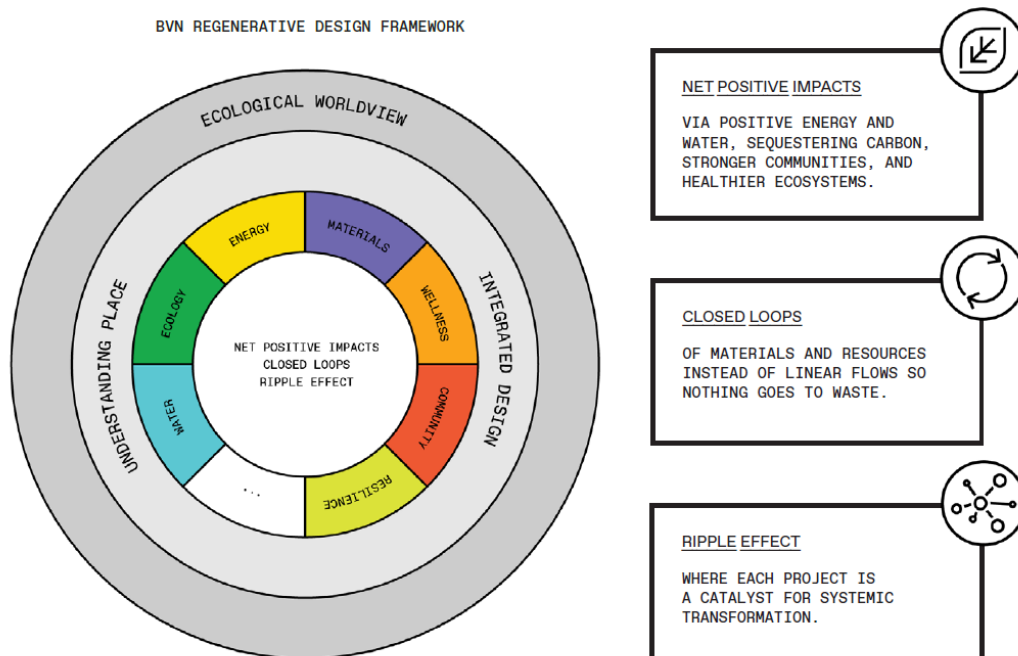 BVN REGENERATIVE DESIGN FRAMEWORK
ECOLOGICAL WORLDVIEW
UNDERSTANDING PLACE
INTEGRATED DESIGN
ENERGY
MATERIALS
WELLNESS
COMMUNITY
RESILIENCE
...
WATER
ECOLOGY
NET POSITIVE IMPACTS
CLOSED LOOPS
RIPPLE EFFECT
NET POSITIVE IMPACTS
VIA POSITIVE ENERGY AND
WATER, SEQUESTERING CARBON,
STRONGER COMMUNITIES, AND
HEALTHIER ECOSYSTEMS.
CLOSED LOOPS
OF MATERIALS AND RESOURCES
INSTEAD OF LINEAR FLOWS SO
NOTHING GOES TO WASTE.
RIPPLE EFFECT
WHERE EACH PROJECT IS
A CATALYST FOR SYSTEMIC
TRANSFORMATION.